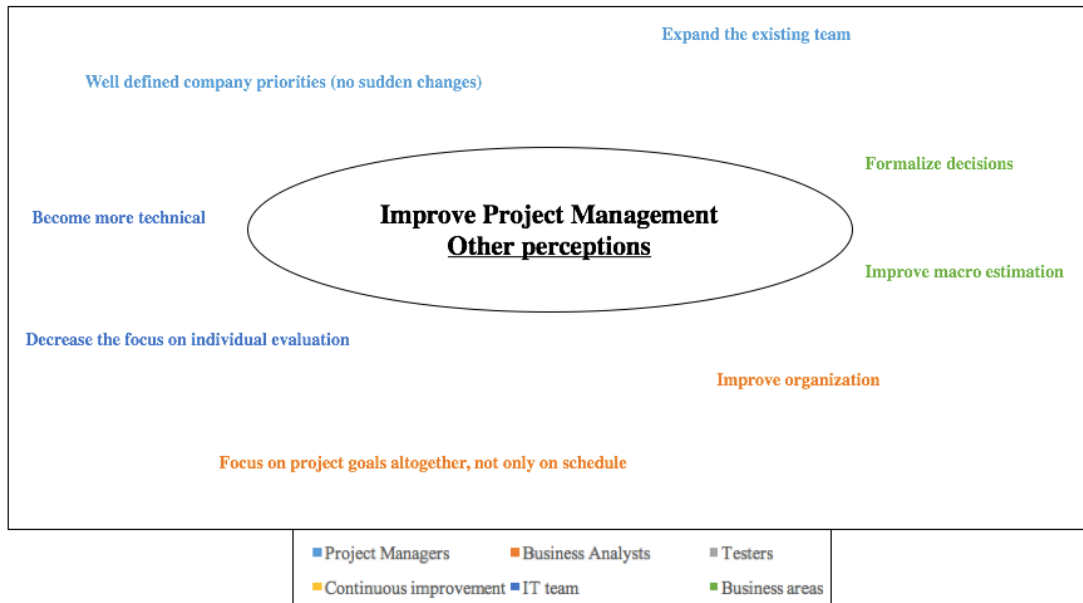 Expand the existing team
Well defined company priorities (no sudden changes)
Formalize decisions
Become more technical
Improve Project Management
Other perceptions
Improve macro estimation
Decrease the focus on individual evaluation
Improve organization
Focus on project goals altogether, not only on schedule
Project Managers Business Analysts Testers
Continuous improvement IT team Business areas